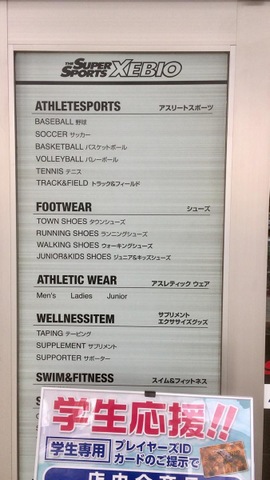 THE SUPER SPORTS XEBIO
ATHLETESPORTS アスリートスポーツ
BASEBALL 野球
SOCCER サッカー
BASKETBALL バスケットボール
VOLLEYBALL バレーボール
TENNIS テニス
TRACK&FIELD トラック&フィールド
FOOTWEAR シューズ
TOWN SHOES タウンシューズ
RUNNING SHOES ランニングシューズ
WALKING SHOES ウォーキングシューズ
JUNIOR&KIDS SHOES ジュニア&キッズシューズ
ATHLETIC WEAR アスレティック ウェア
Men's Ladies Junior
WELLNESSITEM サプリメント エクササイズグッズ
TAPING テーピング
SUPPLEMENT サプリメント
SUPPORTER サポーター
SWIM&FITNESS スイム&フィットネス
学生応援!!
学生専用 プレイヤーズID
カードのご提示で
店内全商品